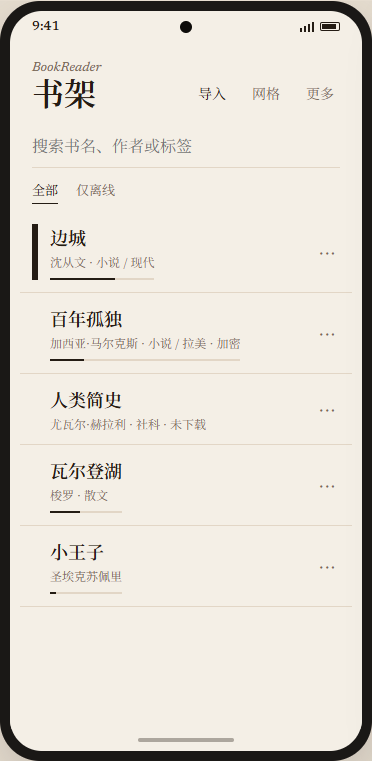 9:41
BookReader
书架
导入 网格 更多
搜索书名、作者或标签
全部 仅离线
边城
沈从文 · 小说 / 现代
...
百年孤独
加西亚·马尔克斯 · 小说 / 拉美 · 加密
...
人类简史
尤瓦尔·赫拉利 · 社科 · 未下载
...
瓦尔登湖
梭罗 · 散文
...
小王子
圣埃克苏佩里
...